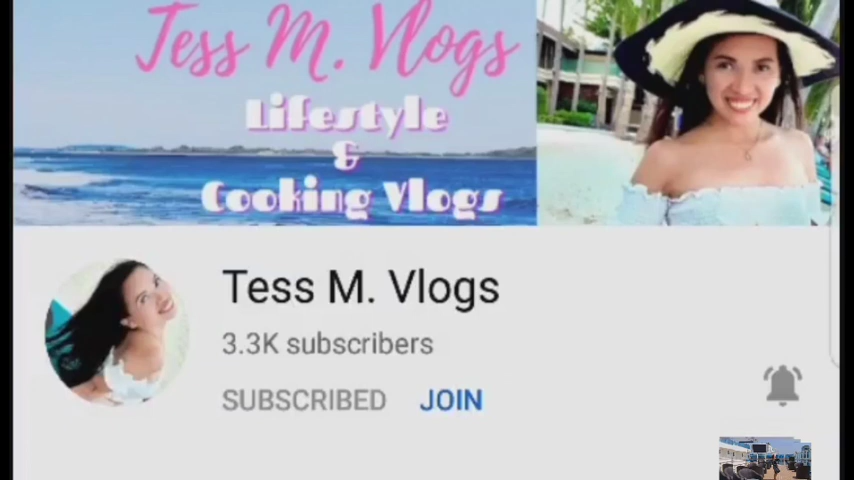 Tess M. Vlogs
Lifestyle
&
Cooking Vlogs
Tess M. Vlogs
3.3K subscribers
SUBSCRIBED JOIN